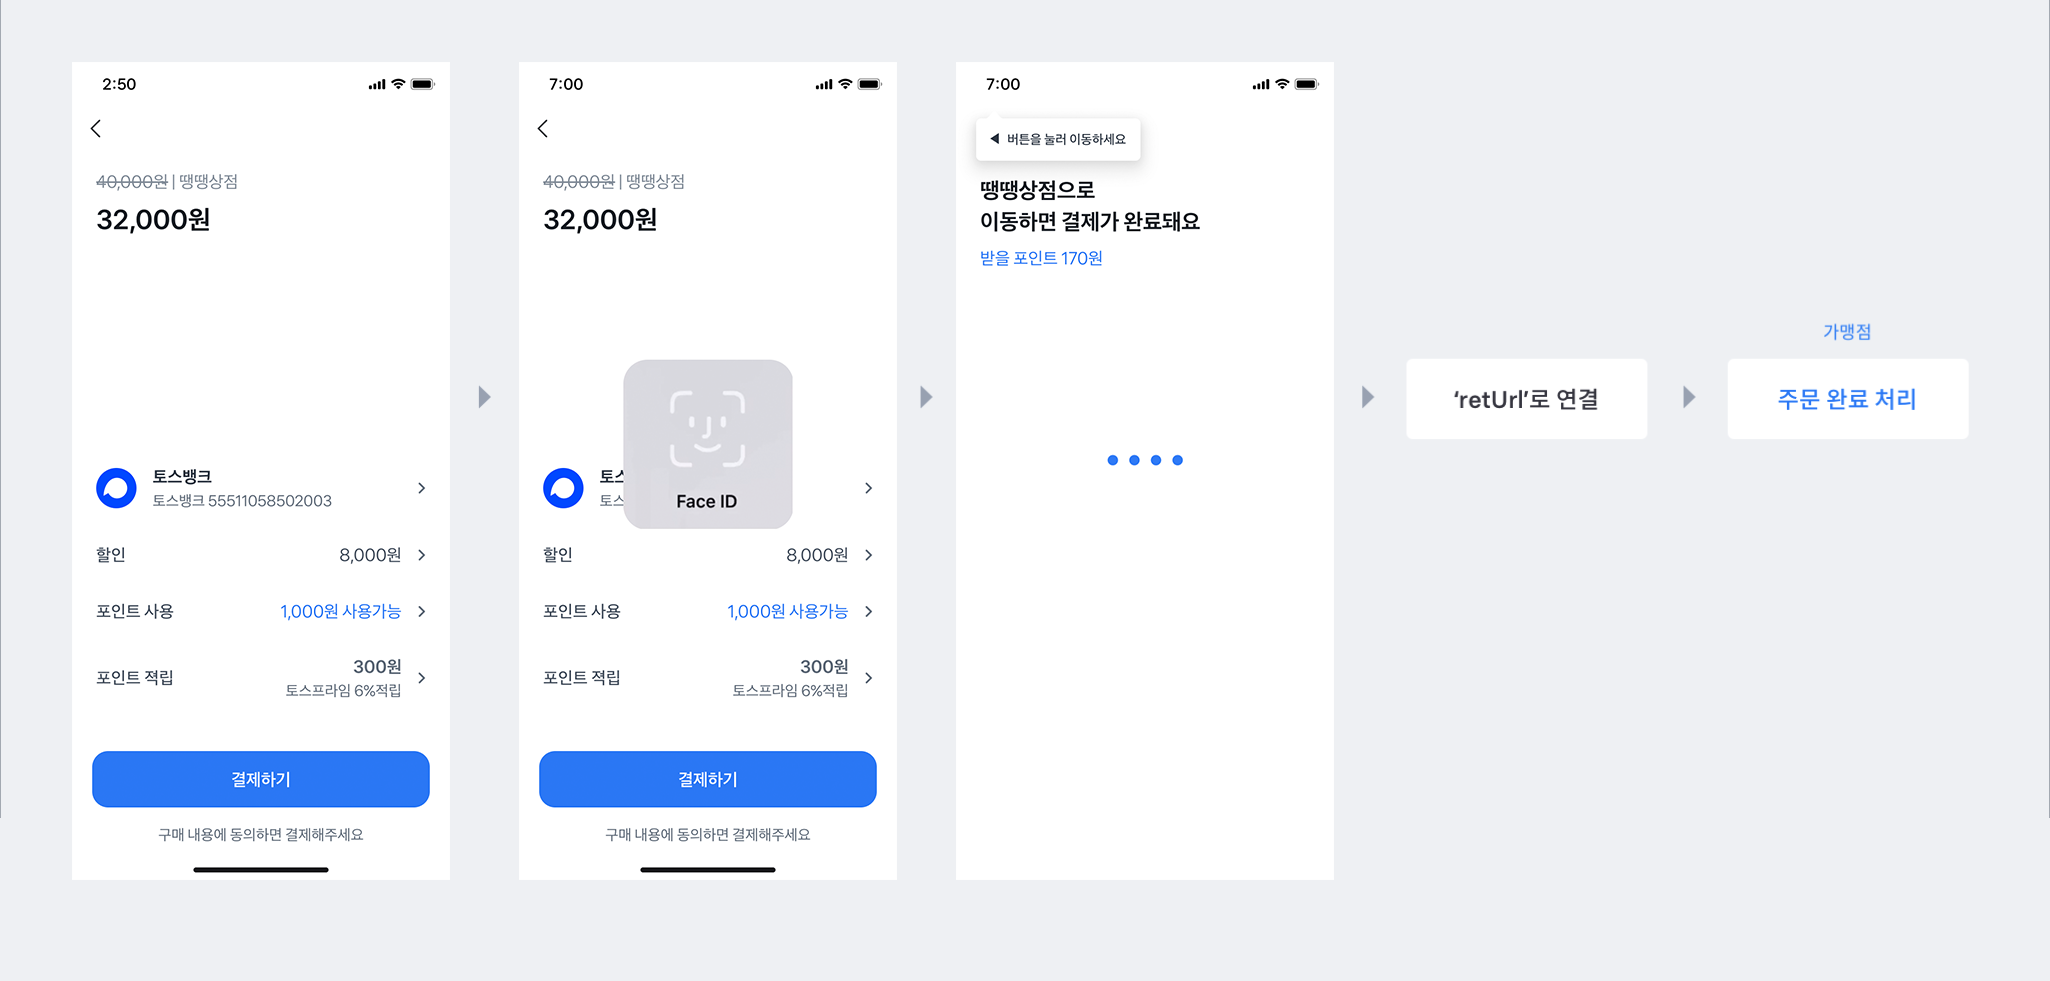 2:50
40,000원 | 땡땡상점
32,000원
토스뱅크
토스뱅크 55511058502003
할인 8,000원
포인트 사용 1,000원 사용가능
포인트 적립 300원
토스프라임 6%적립
결제하기
구매 내용에 동의하면 결제해주세요
7:00
40,000원 | 땡땡상점
32,000원
토스
토스
Face ID
할인 8,000원
포인트 사용 1,000원 사용가능
포인트 적립 300원
토스프라임 6%적립
결제하기
구매 내용에 동의하면 결제해주세요
7:00
◀ 버튼을 눌러 이동하세요
땡땡상점으로
이동하면 결제가 완료돼요
받을 포인트 170원
‘retUrl’로 연결
가맹점
주문 완료 처리